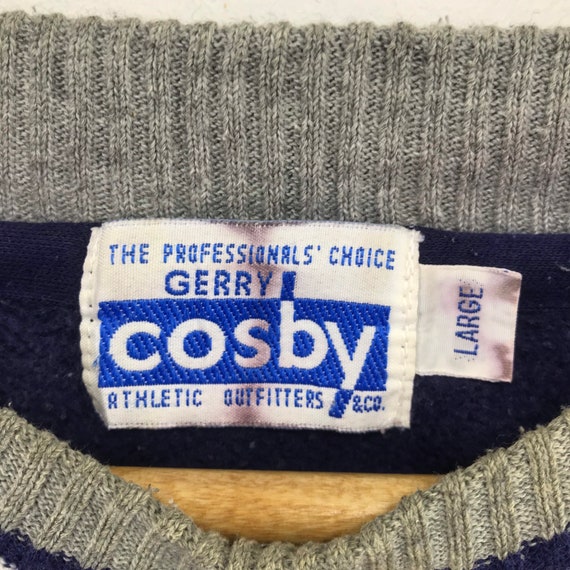 THE PROFESSIONALS' CHOICE
GERRY
cosby
ATHLETIC OUTFITTERS &CO.
LARGE